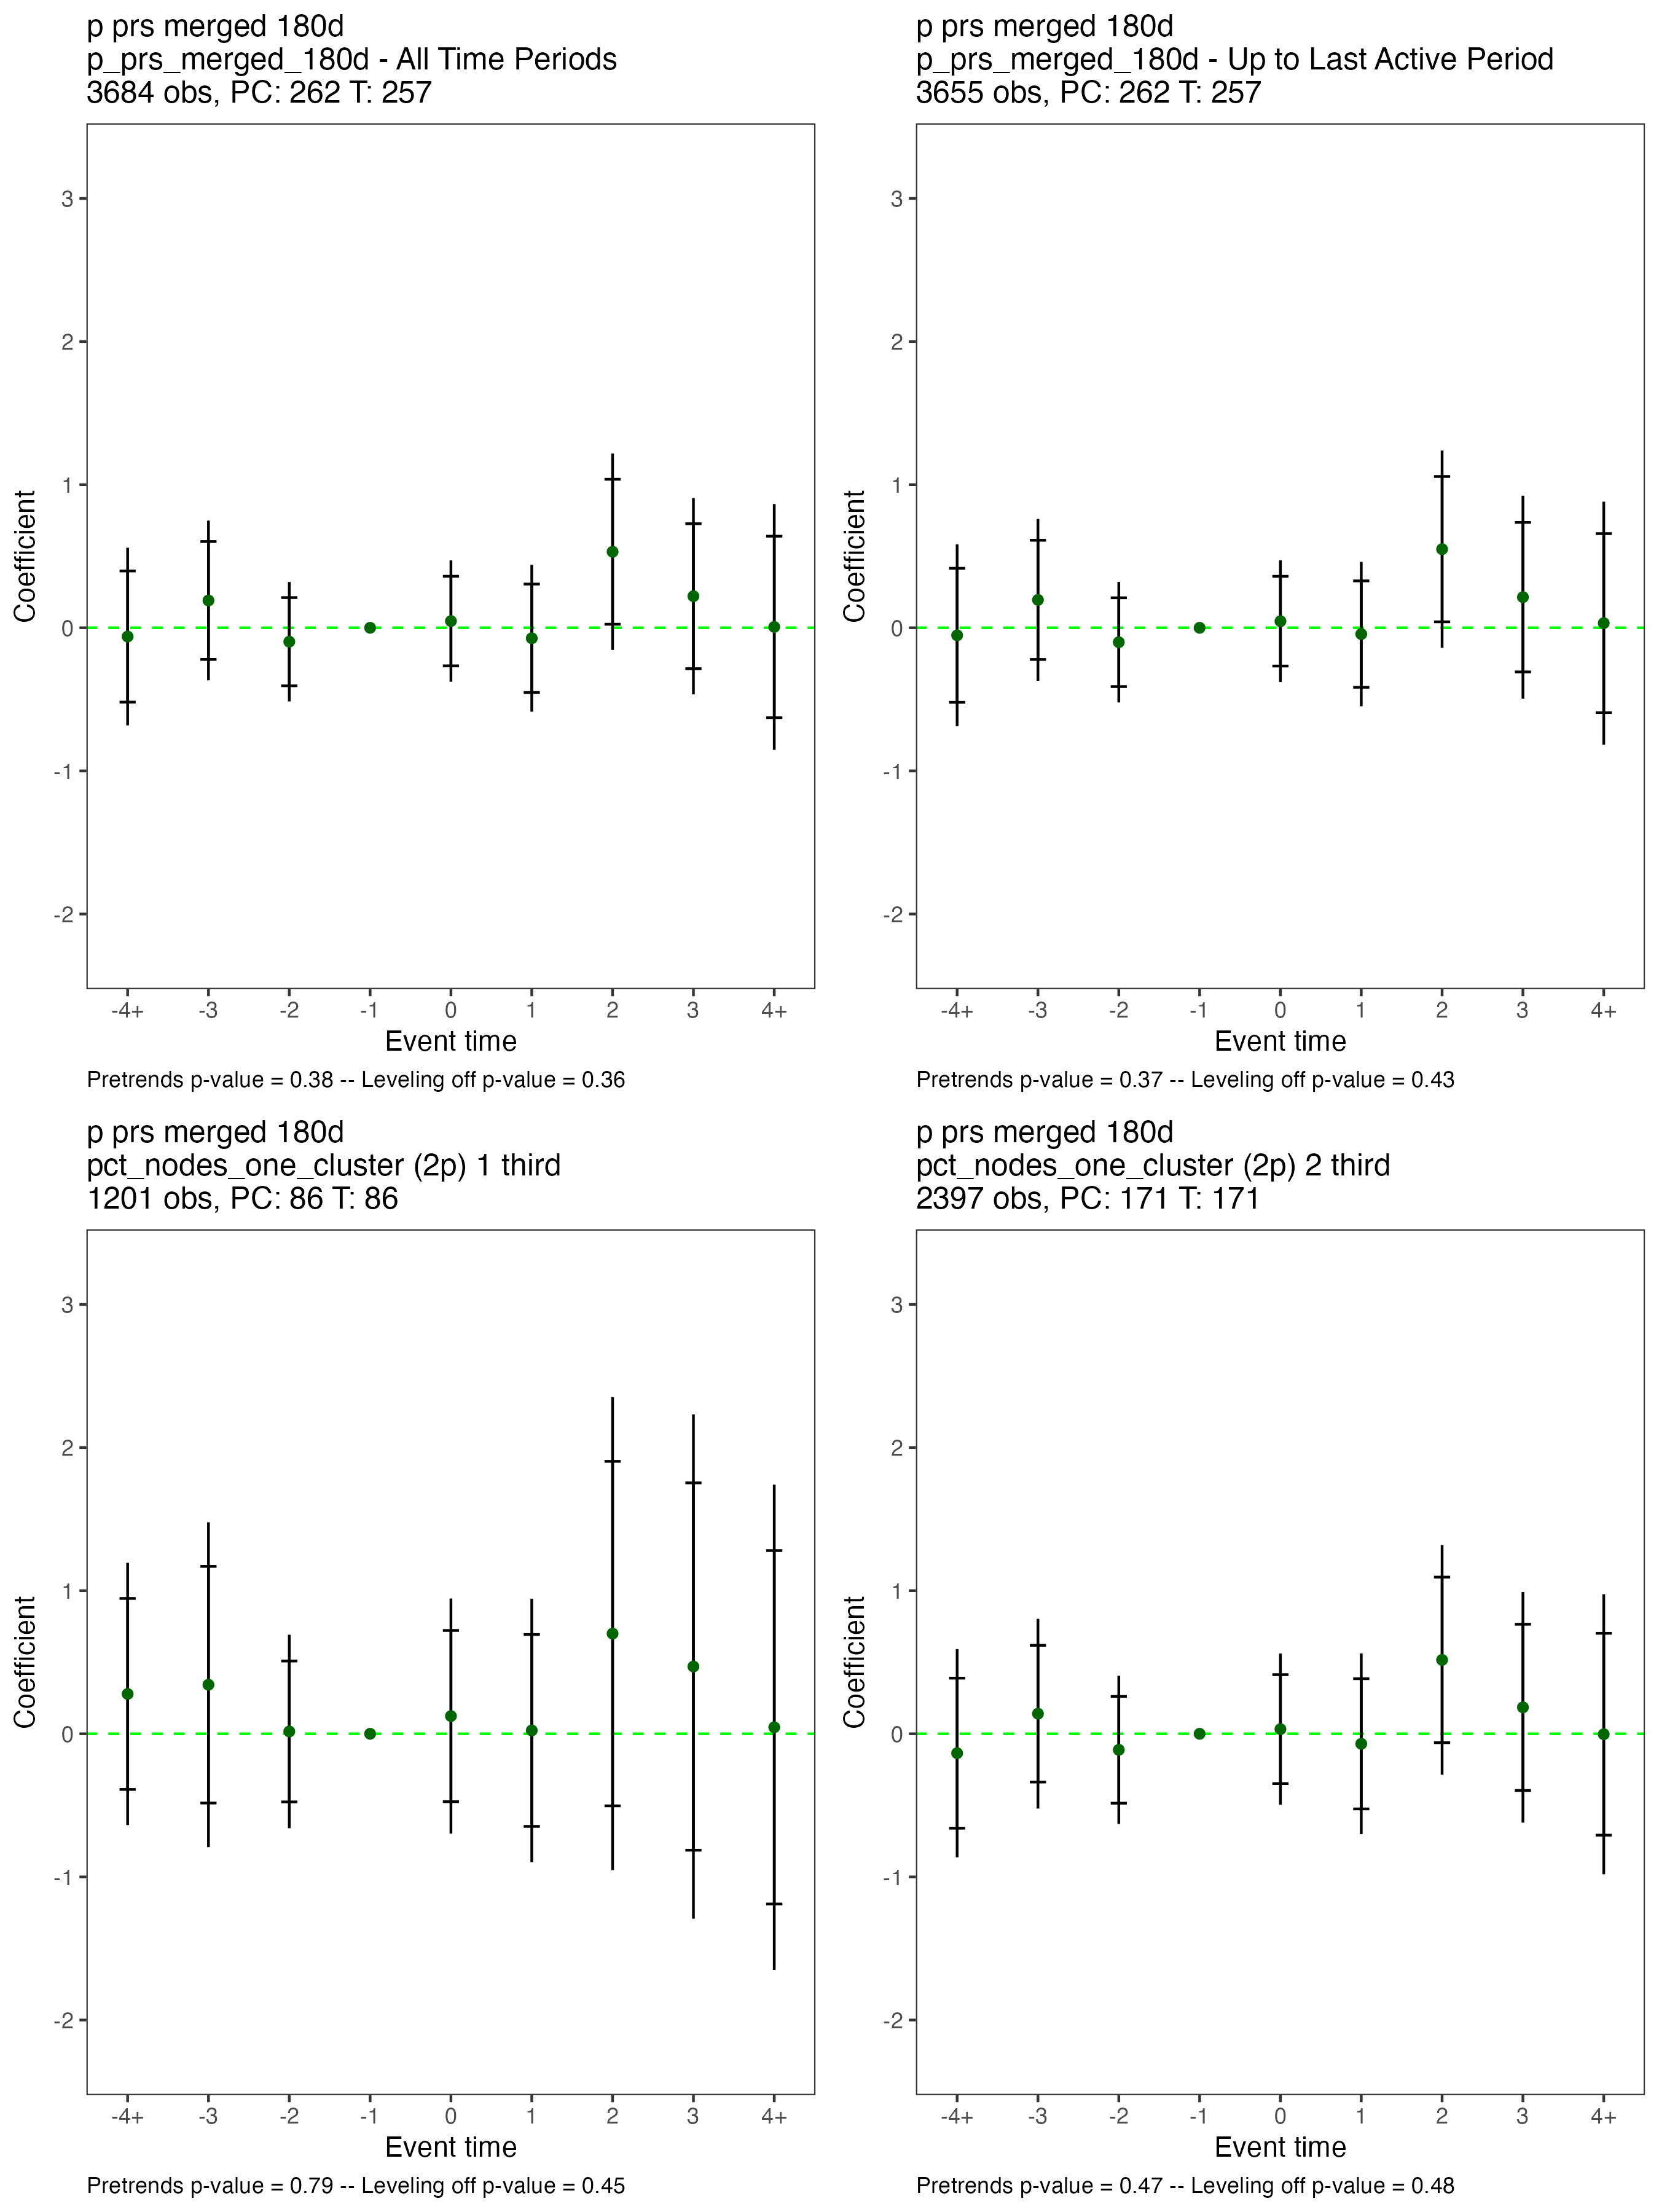 p prs merged 180d
p_prs_merged_180d - All Time Periods
3684 obs, PC: 262 T: 257
3
2
1
0
-1
-2
Coefficient
-4+ -3 -2 -1 0 1 2 3 4+
Event time
Pretrends p-value = 0.38 -- Leveling off p-value = 0.36
p prs merged 180d
p_prs_merged_180d - Up to Last Active Period
3655 obs, PC: 262 T: 257
3
2
1
0
-1
-2
Coefficient
-4+ -3 -2 -1 0 1 2 3 4+
Event time
Pretrends p-value = 0.37 -- Leveling off p-value = 0.43
p prs merged 180d
pct_nodes_one_cluster (2p) 1 third
1201 obs, PC: 86 T: 86
3
2
1
0
-1
-2
Coefficient
-4+ -3 -2 -1 0 1 2 3 4+
Event time
Pretrends p-value = 0.79 -- Leveling off p-value = 0.45
p prs merged 180d
pct_nodes_one_cluster (2p) 2 third
2397 obs, PC: 171 T: 171
3
2
1
0
-1
-2
Coefficient
-4+ -3 -2 -1 0 1 2 3 4+
Event time
Pretrends p-value = 0.47 -- Leveling off p-value = 0.48